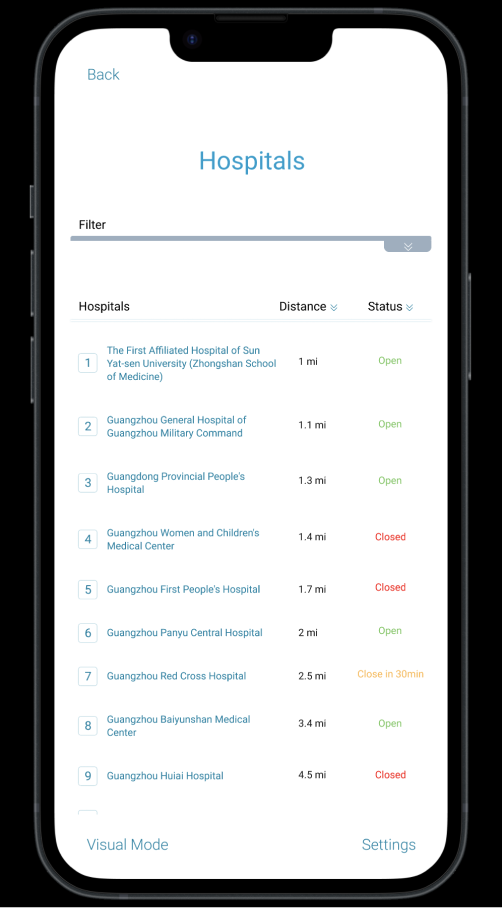 Back
Hospitals
Filter
Hospitals Distance Status
The First Affiliated Hospital of Sun
1 Yat-sen University (Zhongshan School 1 mi Open
of Medicine)
Guangzhou General Hospital of
2 Guangzhou Military Command 1.1 mi Open
Guangdong Provincial People's
3 Hospital 1.3 mi Open
Guangzhou Women and Children's
4 Medical Center 1.4 mi Closed
5 Guangzhou First People's Hospital 1.7 mi Closed
6 Guangzhou Panyu Central Hospital 2 mi Open
7 Guangzhou Red Cross Hospital 2.5 mi Close in 30min
Guangzhou Baiyunshan Medical
8 Center 3.4 mi Open
9 Guangzhou Huiai Hospital 4.5 mi Closed
Visual Mode Settings